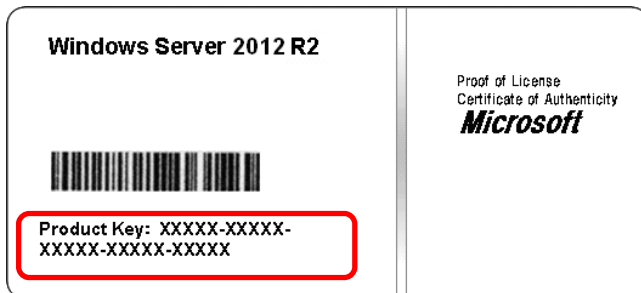 Windows Server 2012 R2
Product Key: XXXXX-XXXXX-
XXXXX-XXXXX-XXXXX
Proof of License
Certificate of Authenticity
Microsoft